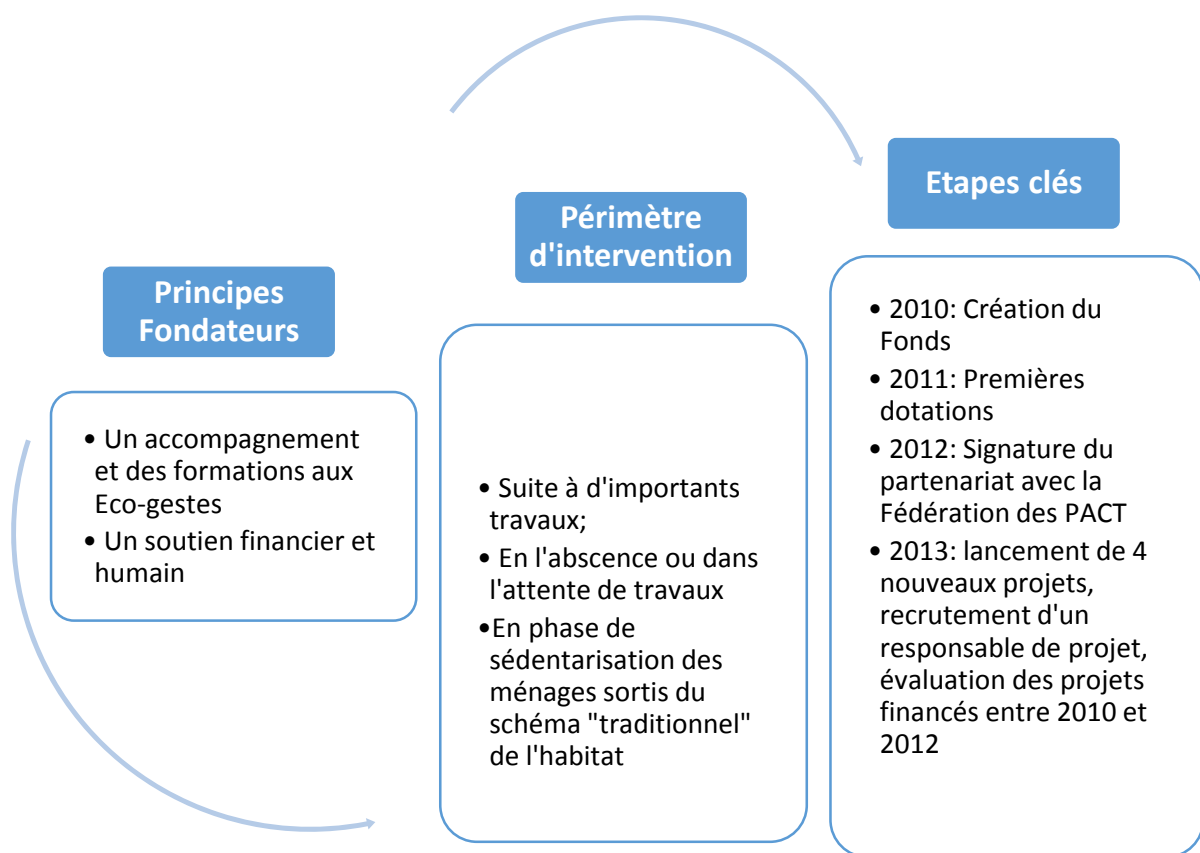 Principes
Fondateurs
• Un accompagnement
et des formations aux
Eco-gestes
• Un soutien financier et
humain
Périmètre
d'intervention
• Suite à d'importants
travaux;
• En l'abscence ou dans
l'attente de travaux
•En phase de
sédentarisation des
ménages sortis du
schéma "traditionnel"
de l'habitat
Etapes clés
• 2010: Création du
Fonds
• 2011: Premières
dotations
• 2012: Signature du
partenariat avec la
Fédération des PACT
• 2013: lancement de 4
nouveaux projets,
recrutement d'un
responsable de projet,
évaluation des projets
financés entre 2010 et
2012